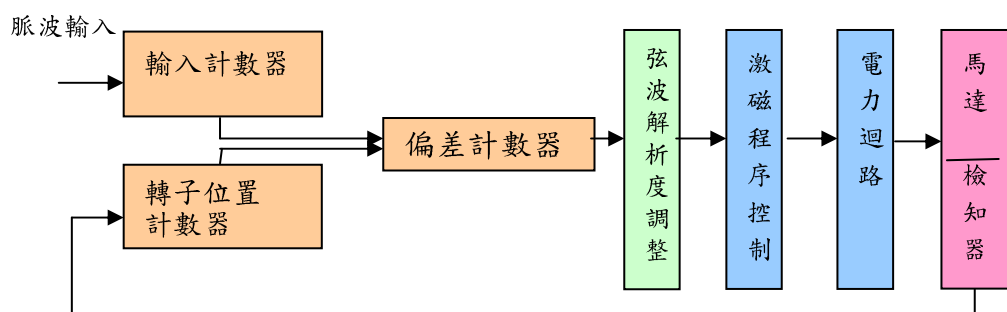 脈波輸入
輸入計數器
轉子位置
計數器
偏差計數器
弦波解析度調整
激磁程序控制
電力迴路
馬達
檢知器